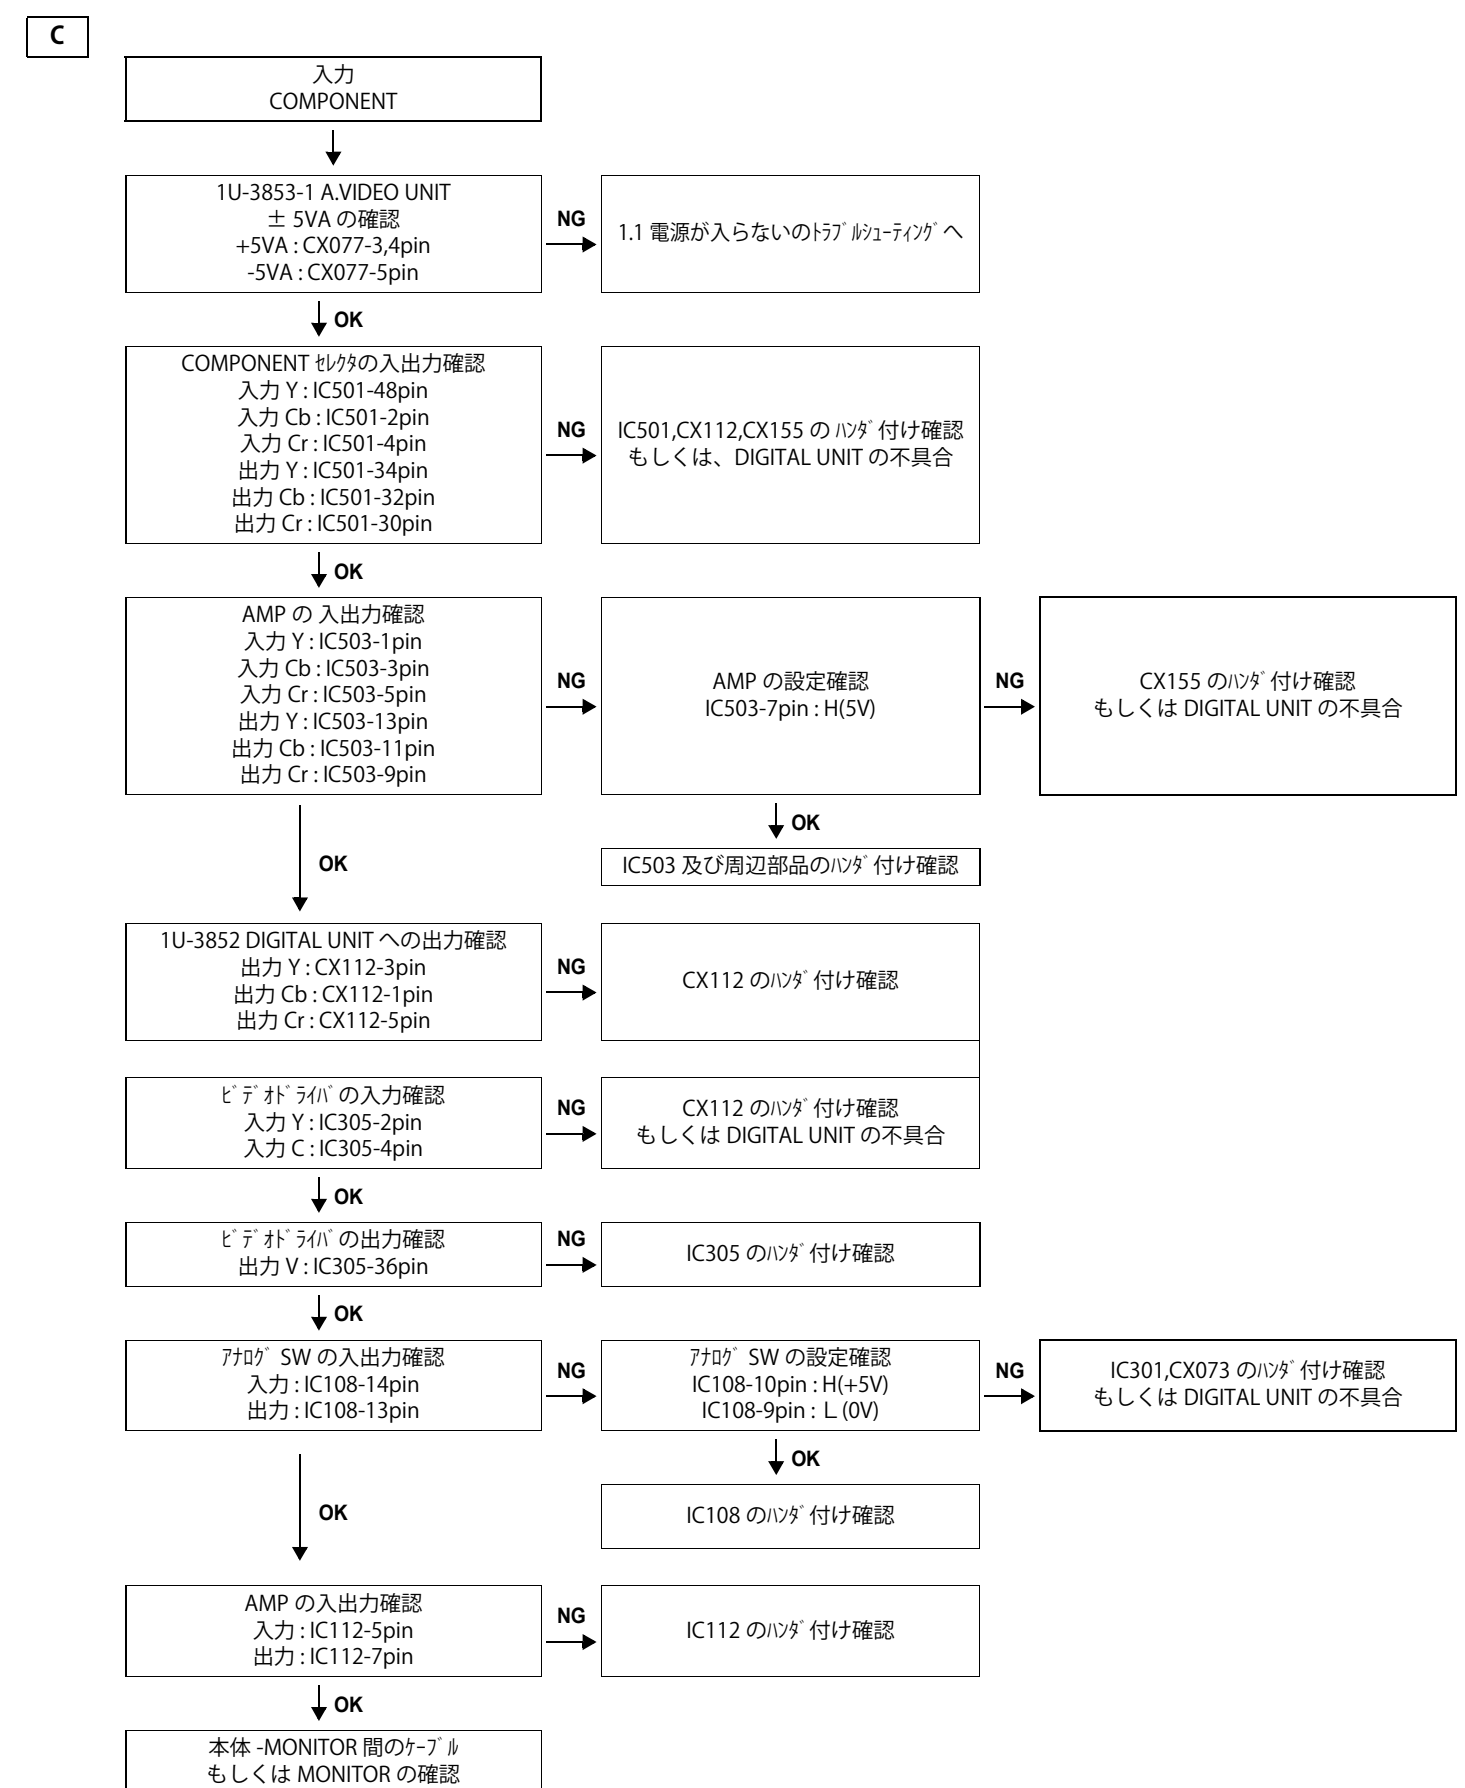 C
入力
COMPONENT
1U-3853-1 A.VIDEO UNIT
± 5VA の確認
+5VA : CX077-3,4pin
-5VA : CX077-5pin
NG
1.1 電源が入らないのﾄﾗﾌﾞﾙｼｭｰﾃｨﾝｸﾞへ
OK
COMPONENT ｾﾚｸﾀの入出力確認
入力 Y : IC501-48pin
入力 Cb : IC501-2pin
入力 Cr : IC501-4pin
出力 Y : IC501-34pin
出力 Cb : IC501-32pin
出力 Cr : IC501-30pin
NG
IC501,CX112,CX155 の ﾊﾝﾀﾞ付け確認
もしくは、DIGITAL UNIT の不具合
OK
AMP の 入出力確認
入力 Y : IC503-1pin
入力 Cb : IC503-3pin
入力 Cr : IC503-5pin
出力 Y : IC503-13pin
出力 Cb : IC503-11pin
出力 Cr : IC503-9pin
NG
AMP の設定確認
IC503-7pin : H(5V)
NG
CX155 のﾊﾝﾀﾞ付け確認
もしくは DIGITAL UNIT の不具合
OK
IC503 及び周辺部品のﾊﾝﾀﾞ付け確認
OK
1U-3852 DIGITAL UNIT への出力確認
出力 Y : CX112-3pin
出力 Cb : CX112-1pin
出力 Cr : CX112-5pin
NG
CX112 のﾊﾝﾀﾞ付け確認
ﾋﾞﾃﾞｵﾄﾞﾗｲﾊﾞの入力確認
入力 Y : IC305-2pin
入力 C : IC305-4pin
NG
CX112 のﾊﾝﾀﾞ付け確認
もしくは DIGITAL UNIT の不具合
OK
ﾋﾞﾃﾞｵﾄﾞﾗｲﾊﾞの出力確認
出力 V : IC305-36pin
NG
IC305 のﾊﾝﾀﾞ付け確認
OK
ｱﾅﾛｸﾞ SW の入出力確認
入力 : IC108-14pin
出力 : IC108-13pin
NG
ｱﾅﾛｸﾞ SW の設定確認
IC108-10pin : H(+5V)
IC108-9pin : Ｌ(0V)
NG
IC301,CX073 のﾊﾝﾀﾞ付け確認
もしくは DIGITAL UNIT の不具合
OK
IC108 のﾊﾝﾀﾞ付け確認
OK
AMP の入出力確認
入力 : IC112-5pin
出力 : IC112-7pin
NG
IC112 のﾊﾝﾀﾞ付け確認
OK
本体 -MONITOR 間のｹｰﾌﾞﾙ
もしくは MONITOR の確認